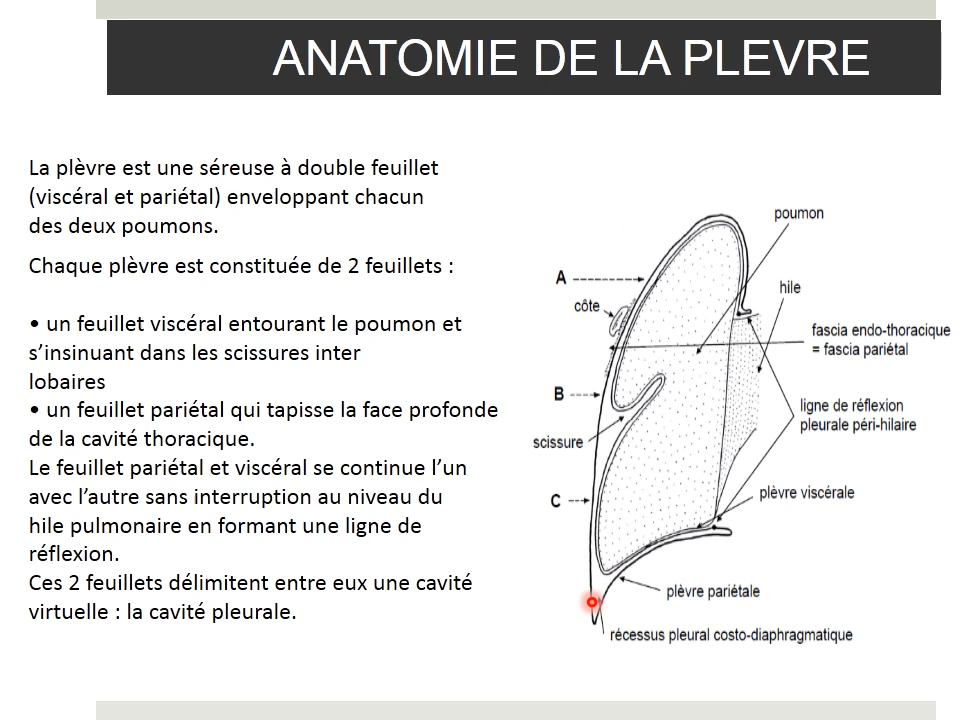 ANATOMIE DE LA PLEVRE
La plèvre est une séreuse à double feuillet
(viscéral et pariétal) enveloppant chacun
des deux poumons.
Chaque plèvre est constituée de 2 feuillets :
• un feuillet viscéral entourant le poumon et
s’insinuant dans les scissures inter
lobaires
• un feuillet pariétal qui tapisse la face profonde
de la cavité thoracique.
Le feuillet pariétal et viscéral se continue l’un
avec l’autre sans interruption au niveau du
hile pulmonaire en formant une ligne de
réflexion.
Ces 2 feuillets délimitent entre eux une cavité
virtuelle : la cavité pleurale.
poumon
A
hile
côte
fascia endo-thoracique
= fascia pariétal
B
ligne de réflexion
pleurale péri-hilaire
scissure
C
plèvre viscérale
plèvre pariétale
récessus pleural costo-diaphragmatique